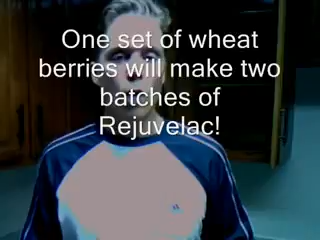 One set of wheat
berries will make two
batches of
Rejuvelac!